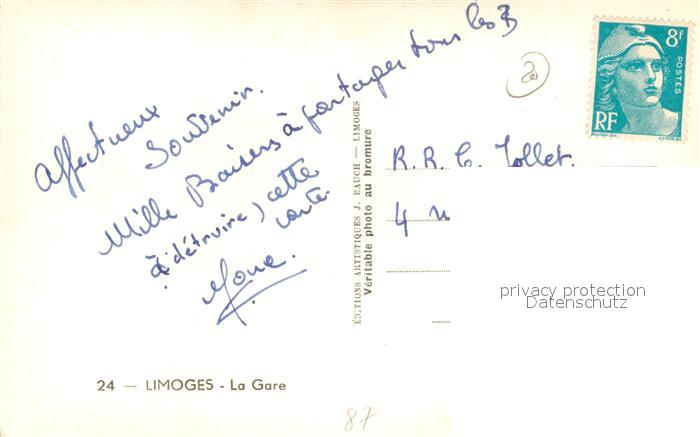 Affectueux
Souvenir.
Mille Baisers à partager tous les 3
(détruire) cette
carte.
24 — LIMOGES - La Gare
87
ÉDITIONS ARTISTIQUES J. RAUCH — LIMOGES
Véritable photo au bromure
8f
POSTES
RF
R. R. C. Tollet.
4
privacy protection
Datenschutz